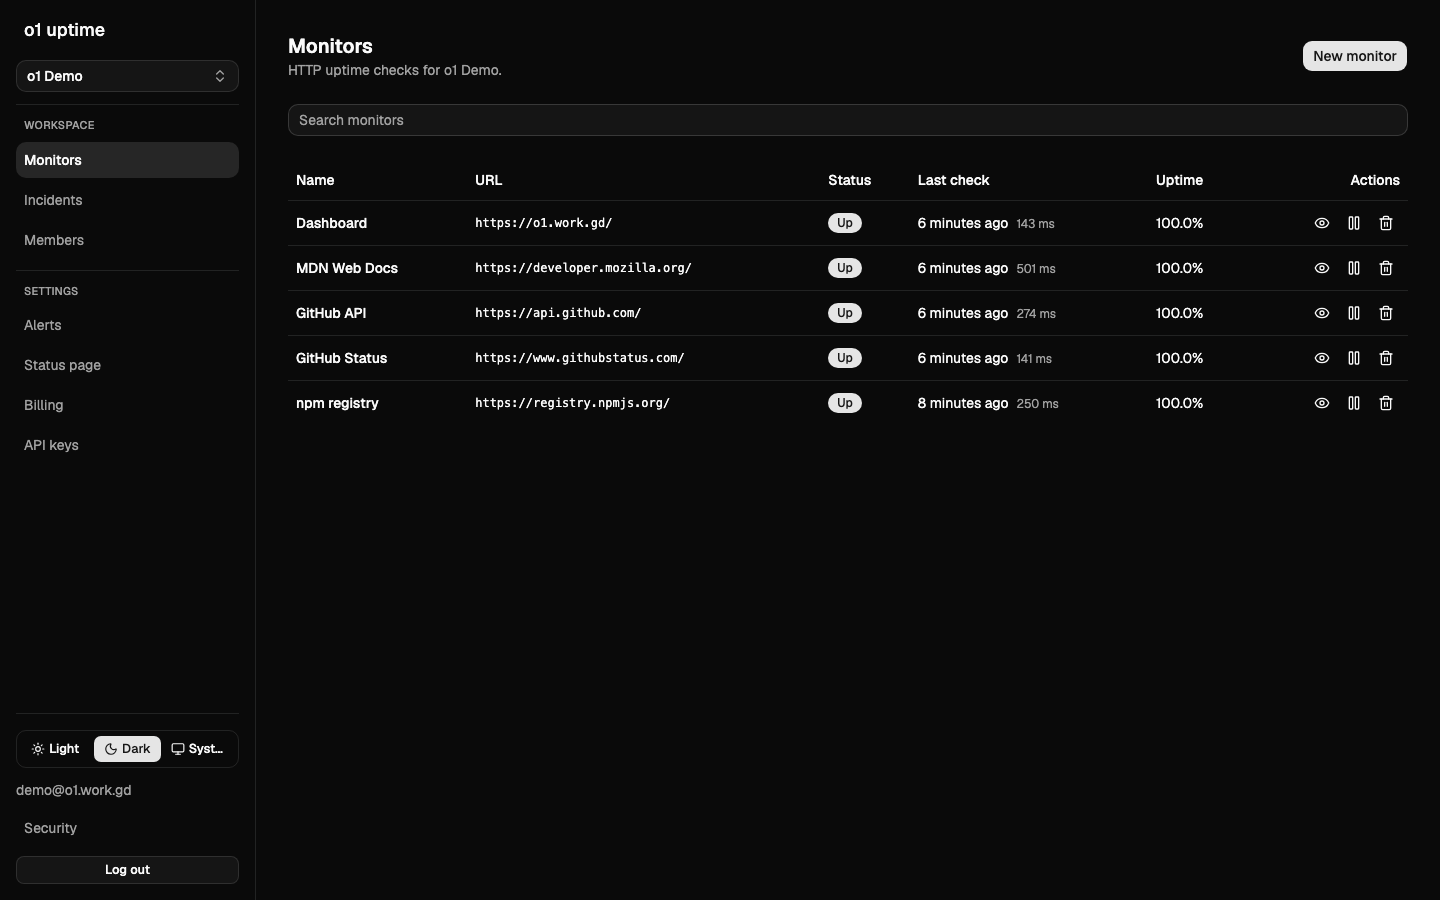 o1 uptime
o1 Demo
WORKSPACE
Monitors
Incidents
Members
SETTINGS
Alerts
Status page
Billing
API keys
Light Dark Syst...
demo@o1.work.gd
Security
Log out
Monitors
HTTP uptime checks for o1 Demo.
New monitor
Search monitors
Name URL Status Last check Uptime Actions
Dashboard https://o1.work.gd/ Up 6 minutes ago 143 ms 100.0%
MDN Web Docs https://developer.mozilla.org/ Up 6 minutes ago 501 ms 100.0%
GitHub API https://api.github.com/ Up 6 minutes ago 274 ms 100.0%
GitHub Status https://www.githubstatus.com/ Up 6 minutes ago 141 ms 100.0%
npm registry https://registry.npmjs.org/ Up 8 minutes ago 250 ms 100.0%